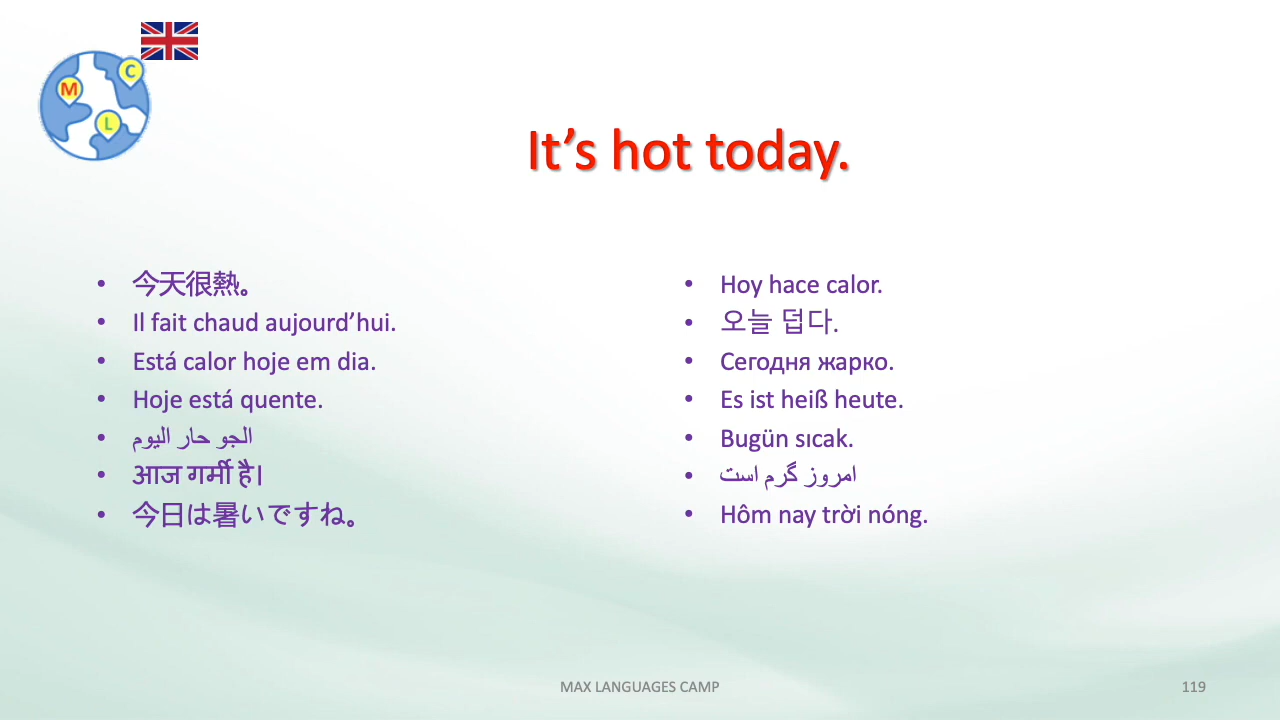 C
M
L
It’s hot today.
• 今天很熱。
• Il fait chaud aujourd’hui.
• Está calor hoje em dia.
• Hoje está quente.
• الجو حار اليوم
• आज गर्मी है।
• 今日は暑いですね。
• Hoy hace calor.
• 오늘 덥다.
• Сегодня жарко.
• Es ist heiß heute.
• Bugün sıcak.
• امروز گرم است
• Hôm nay trời nóng.
MAX LANGUAGES CAMP
119